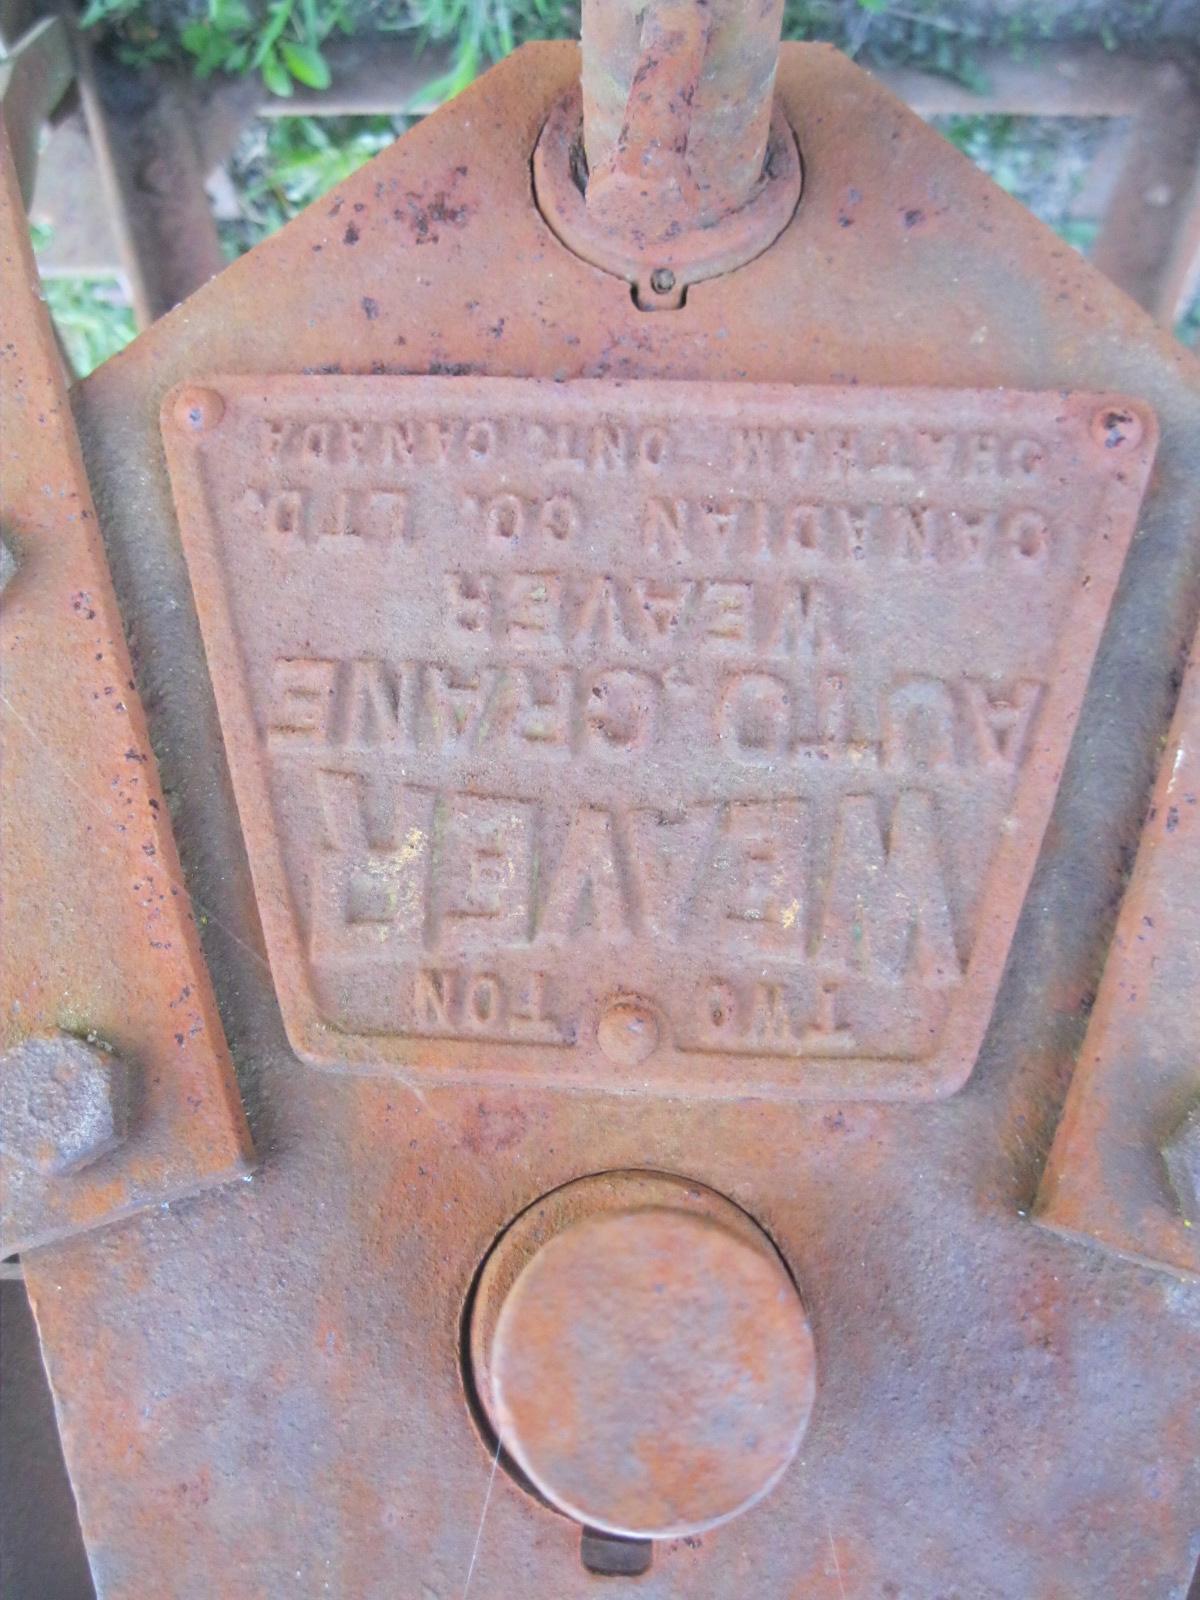 TWO TON
WEAVER
AUTO. CRANE
WEAVER
CANADIAN CO. LTD.
CHATHAM ONT. CANADA